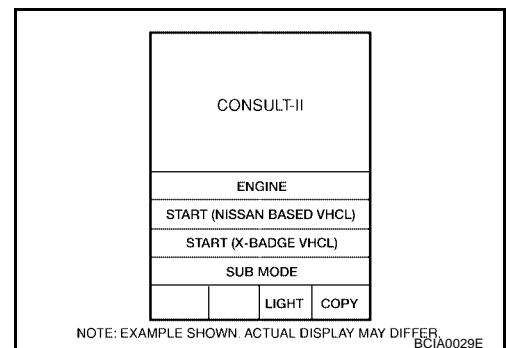 CONSULT-II
ENGINE
START (NISSAN BASED VHCL)
START (X-BADGE VHCL)
SUB MODE
LIGHT COPY
NOTE: EXAMPLE SHOWN. ACTUAL DISPLAY MAY DIFFER.
BCIA0029E